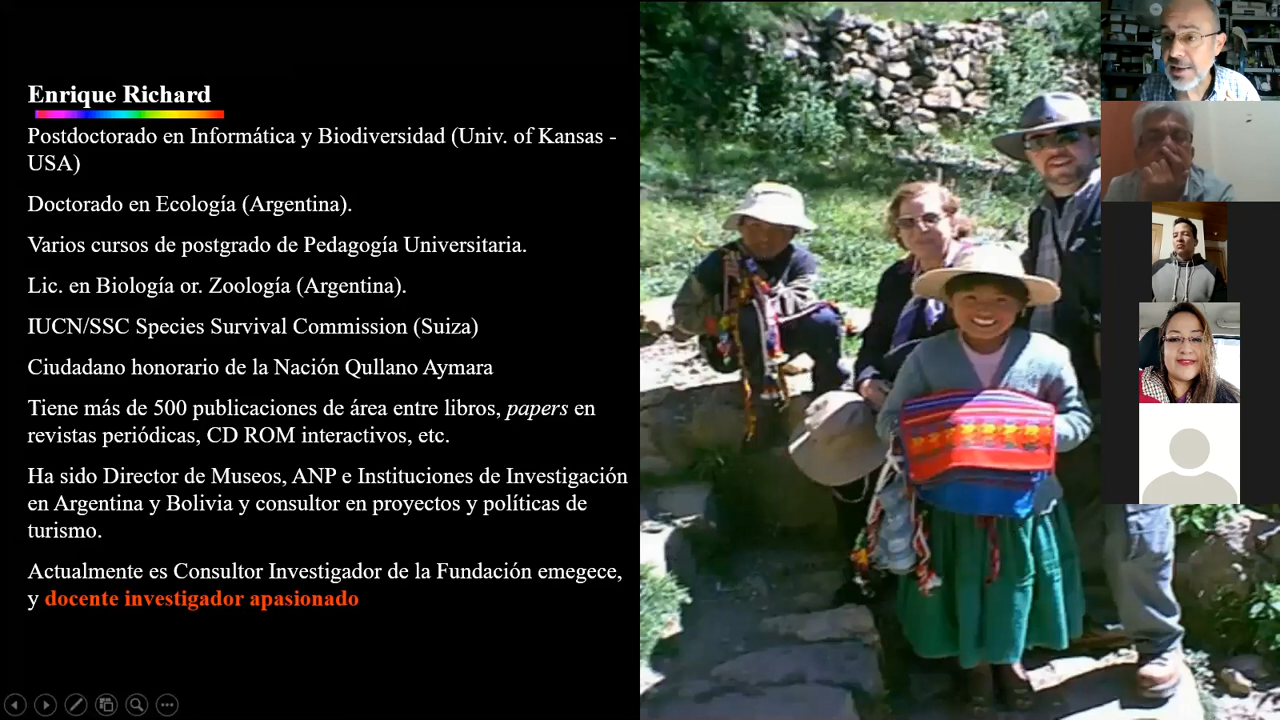 Enrique Richard
Postdoctorado en Informática y Biodiversidad (Univ. of Kansas -
USA)
Doctorado en Ecología (Argentina).
Varios cursos de postgrado de Pedagogía Universitaria.
Lic. en Biología or. Zoología (Argentina).
IUCN/SSC Species Survival Commission (Suiza)
Ciudadano honorario de la Nación Qullano Aymara
Tiene más de 500 publicaciones de área entre libros, papers en
revistas periódicas, CD ROM interactivos, etc.
Ha sido Director de Museos, ANP e Instituciones de Investigación
en Argentina y Bolivia y consultor en proyectos y políticas de
turismo.
Actualmente es Consultor Investigador de la Fundación emegece,
y docente investigador apasionado